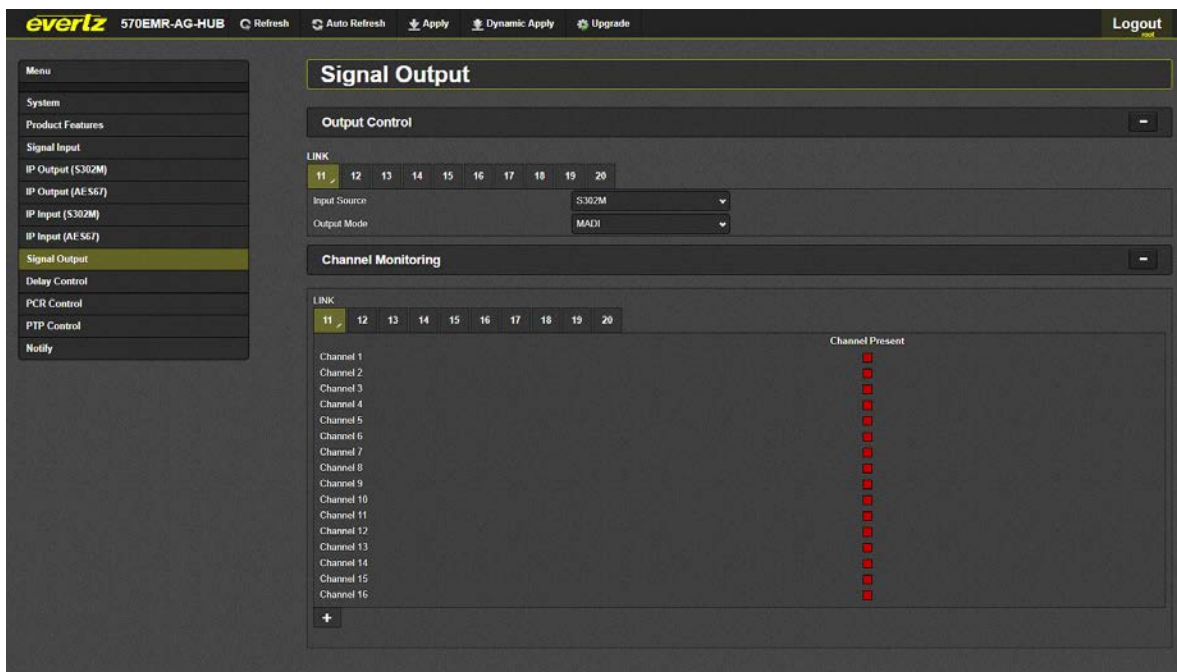 evertz 570EMR-AG-HUB Refresh Auto Refresh Apply Dynamic Apply Upgrade Logout
root
Menu
System
Product Features
Signal Input
IP Output (S302M)
IP Output (AES67)
IP Input (S302M)
IP Input (AES67)
Signal Output
Delay Control
PCR Control
PTP Control
Notify
Signal Output
Output Control
LINK
11 12 13 14 15 16 17 18 19 20
Input Source S302M
Output Mode MADI
Channel Monitoring
LINK
11 12 13 14 15 16 17 18 19 20
Channel Present
Channel 1
Channel 2
Channel 3
Channel 4
Channel 5
Channel 6
Channel 7
Channel 8
Channel 9
Channel 10
Channel 11
Channel 12
Channel 13
Channel 14
Channel 15
Channel 16